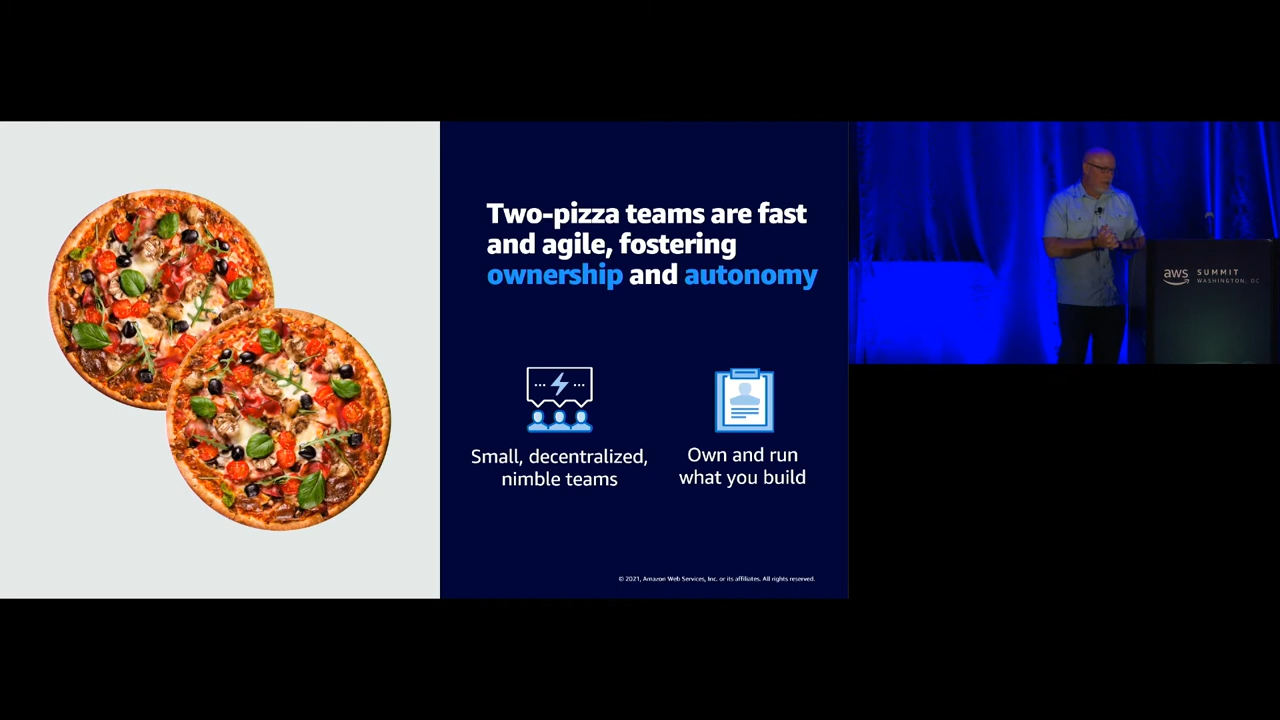 Two-pizza teams are fast
and agile, fostering
ownership and autonomy
Small, decentralized,
nimble teams
Own and run
what you build
© 2021, Amazon Web Services, Inc. or its affiliates. All rights reserved.
aws SUMMIT
WASHINGTON, DC